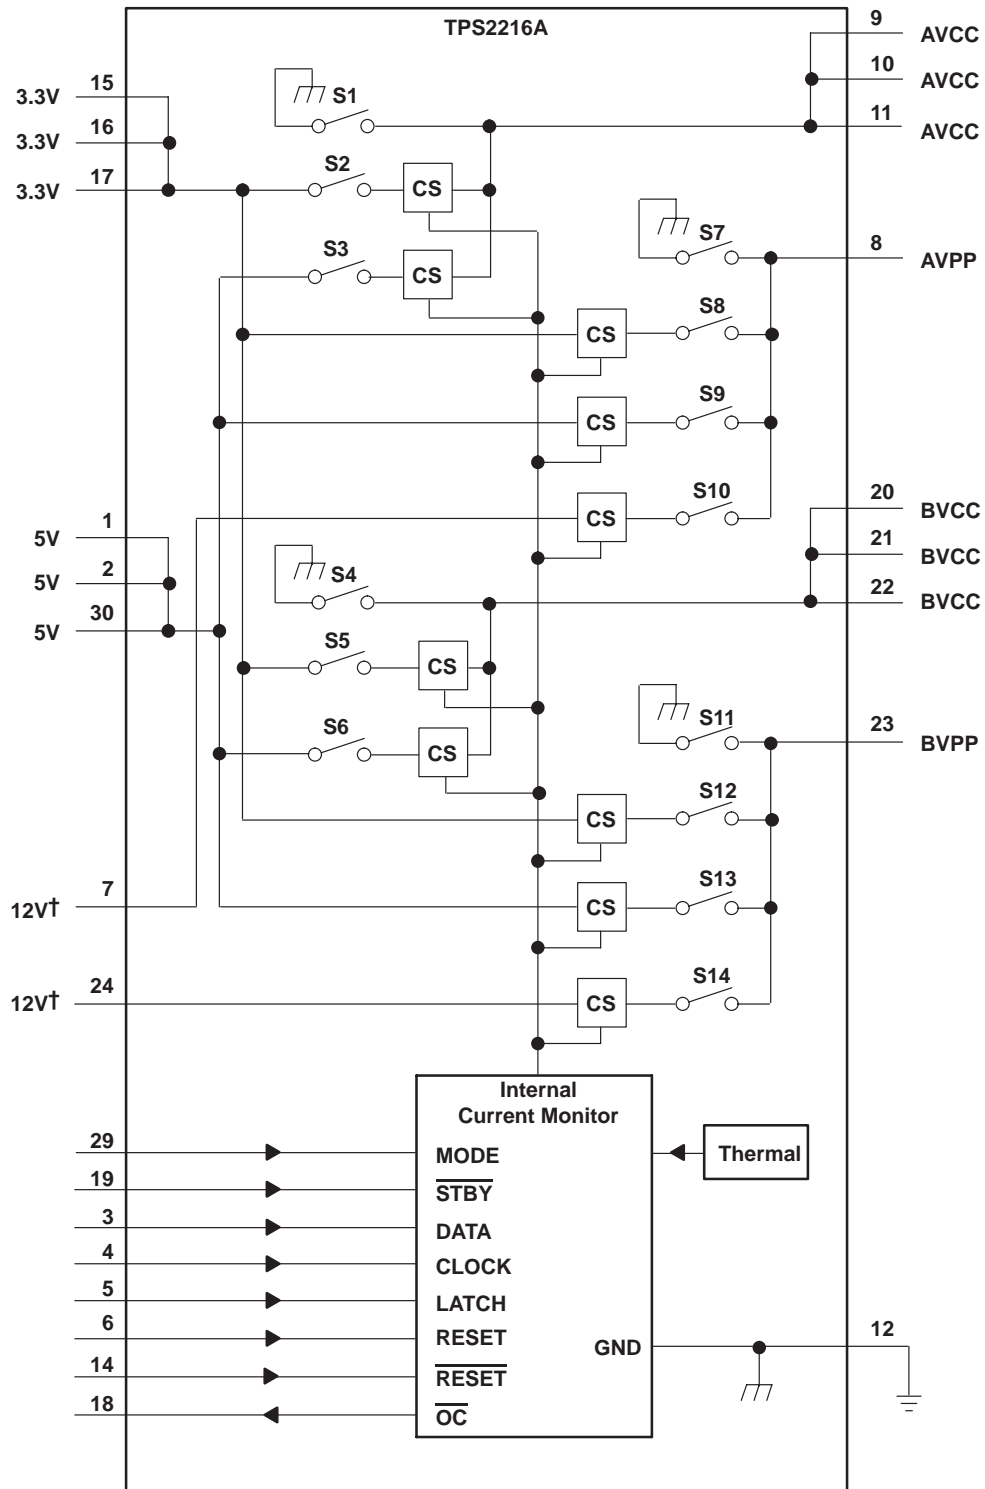 TPS2216A
9
AVCC
10
AVCC
11
AVCC
15
3.3V
16
3.3V
17
3.3V
S1
S2
CS
S3
CS
S7
8
AVPP
S8
CS
S9
CS
S10
CS
1
5V
2
5V
30
5V
20
BVCC
21
BVCC
22
BVCC
S4
S5
CS
S6
CS
S11
23
BVPP
S12
CS
S13
CS
S14
CS
7
12V†
24
12V†
Internal
Current Monitor
Thermal
29
MODE
19
STBY
3
DATA
4
CLOCK
5
LATCH
6
RESET
14
RESET
18
OC
GND
12